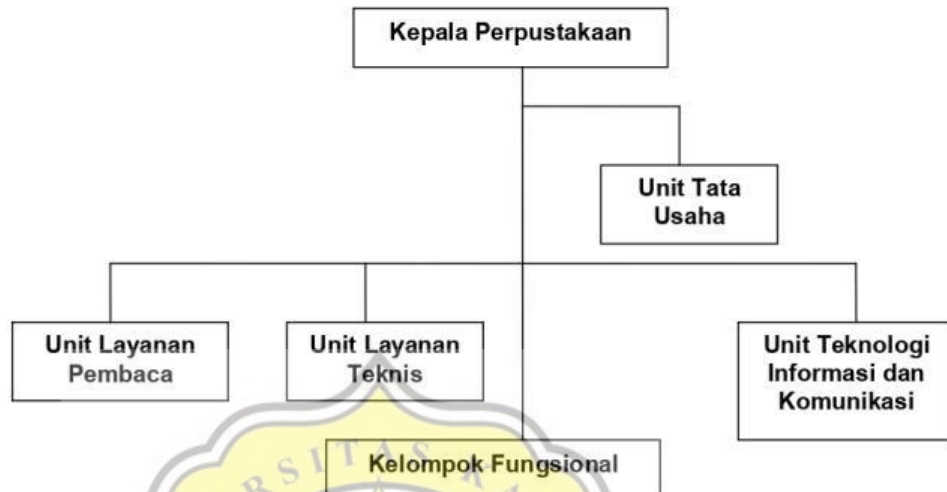 Kepala Perpustakaan
Unit Tata
Usaha
Unit Layanan
Pembaca
Unit Layanan
Teknis
Unit Teknologi
Informasi dan
Komunikasi
Kelompok Fungsional